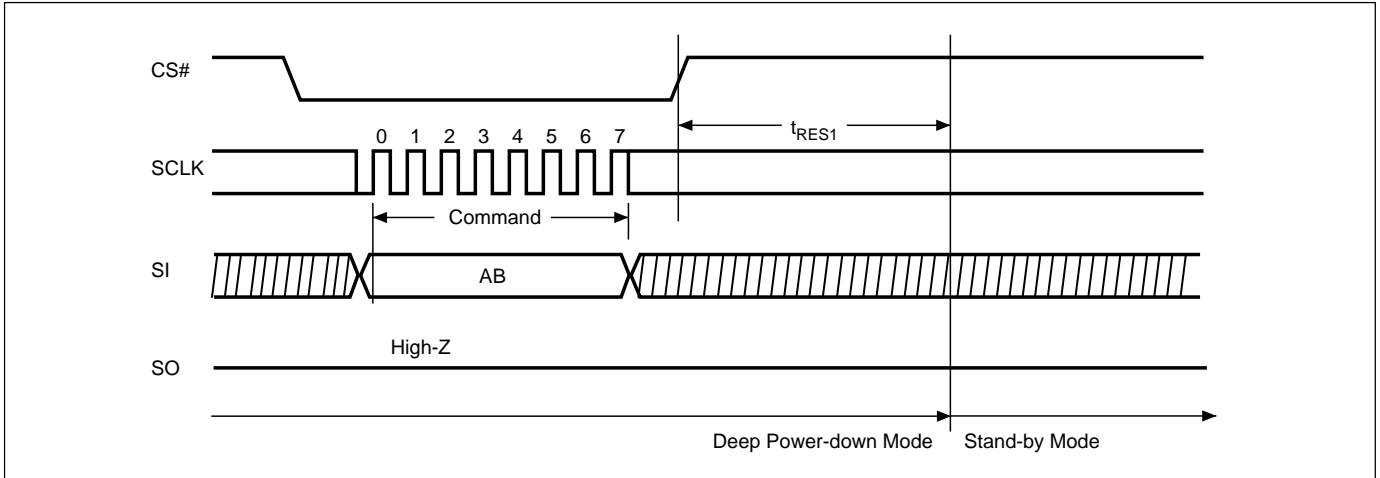 CS#
tRES1
0 1 2 3 4 5 6 7
SCLK
Command
SI
AB
High-Z
SO
Deep Power-down Mode
Stand-by Mode